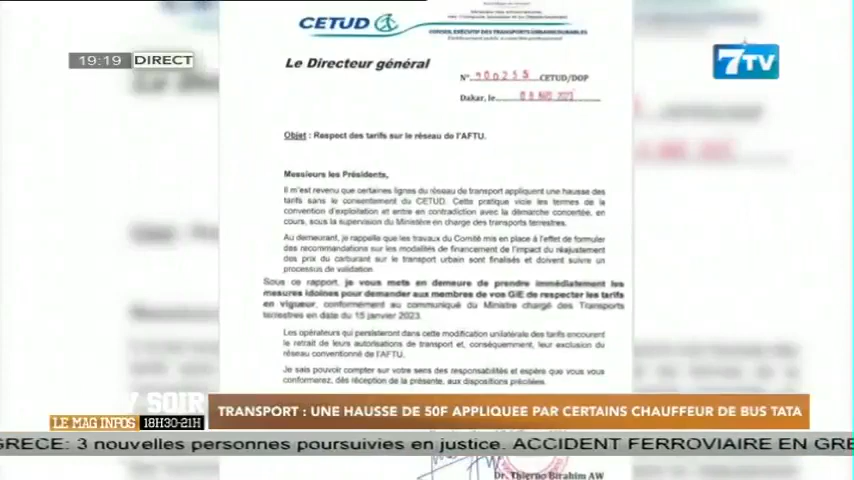 CETUD
CONSEIL EXÉCUTIF DES TRANSPORTS URBAINS DURABLES
19:19 DIRECT
7TV
Le Directeur général
N° 000255 CETUD/DOP
Dakar, le
Objet : Respect des tarifs sur le réseau de l'AFTU.
Messieurs les Présidents,
Il m'est revenu que certaines lignes du réseau de transport appliquent une hausse des
tarifs sans le consentement du CETUD. Cette pratique viole les termes de la
convention d'exploitation et entre en contradiction avec la démarche concertée, en
cours, sous la supervision du Ministère en charge des transports terrestres.
Au demeurant, je rappelle que les travaux du Comité mis en place à l'effet de formuler
des recommandations sur les modalités de financement de l'impact du réajustement
des prix du carburant sur le transport urbain sont finalisés et doivent suivre un
processus de validation
Sous ce rapport, je vous mets en demeure de prendre immédiatement les
mesures idoines pour demander aux membres de vos GIE de respecter les tarifs
en vigueur, conformément au communiqué du Ministre chargé des Transports
terrestres en date du 15 janvier 2023.
Les opérateurs qui persisteront dans cette modification unilatérale des tarifs encourent
le retrait de leurs autorisations de transport et, conséquemment, leur exclusion du
réseau conventionné de l'AFTU.
Je sais pouvoir compter sur votre sens des responsabilités et espère que vous vous
conformerez, dès réception de la présente, aux dispositions précitées.
SOIR
LE MAG INFOS 18H30-21H
TRANSPORT : UNE HAUSSE DE 50F APPLIQUEE PAR CERTAINS CHAUFFEUR DE BUS TATA
GRECE: 3 nouvelles personnes poursuivies en justice. ACCIDENT FERROVIAIRE EN GRE
Dr. Thierno Birahim AW